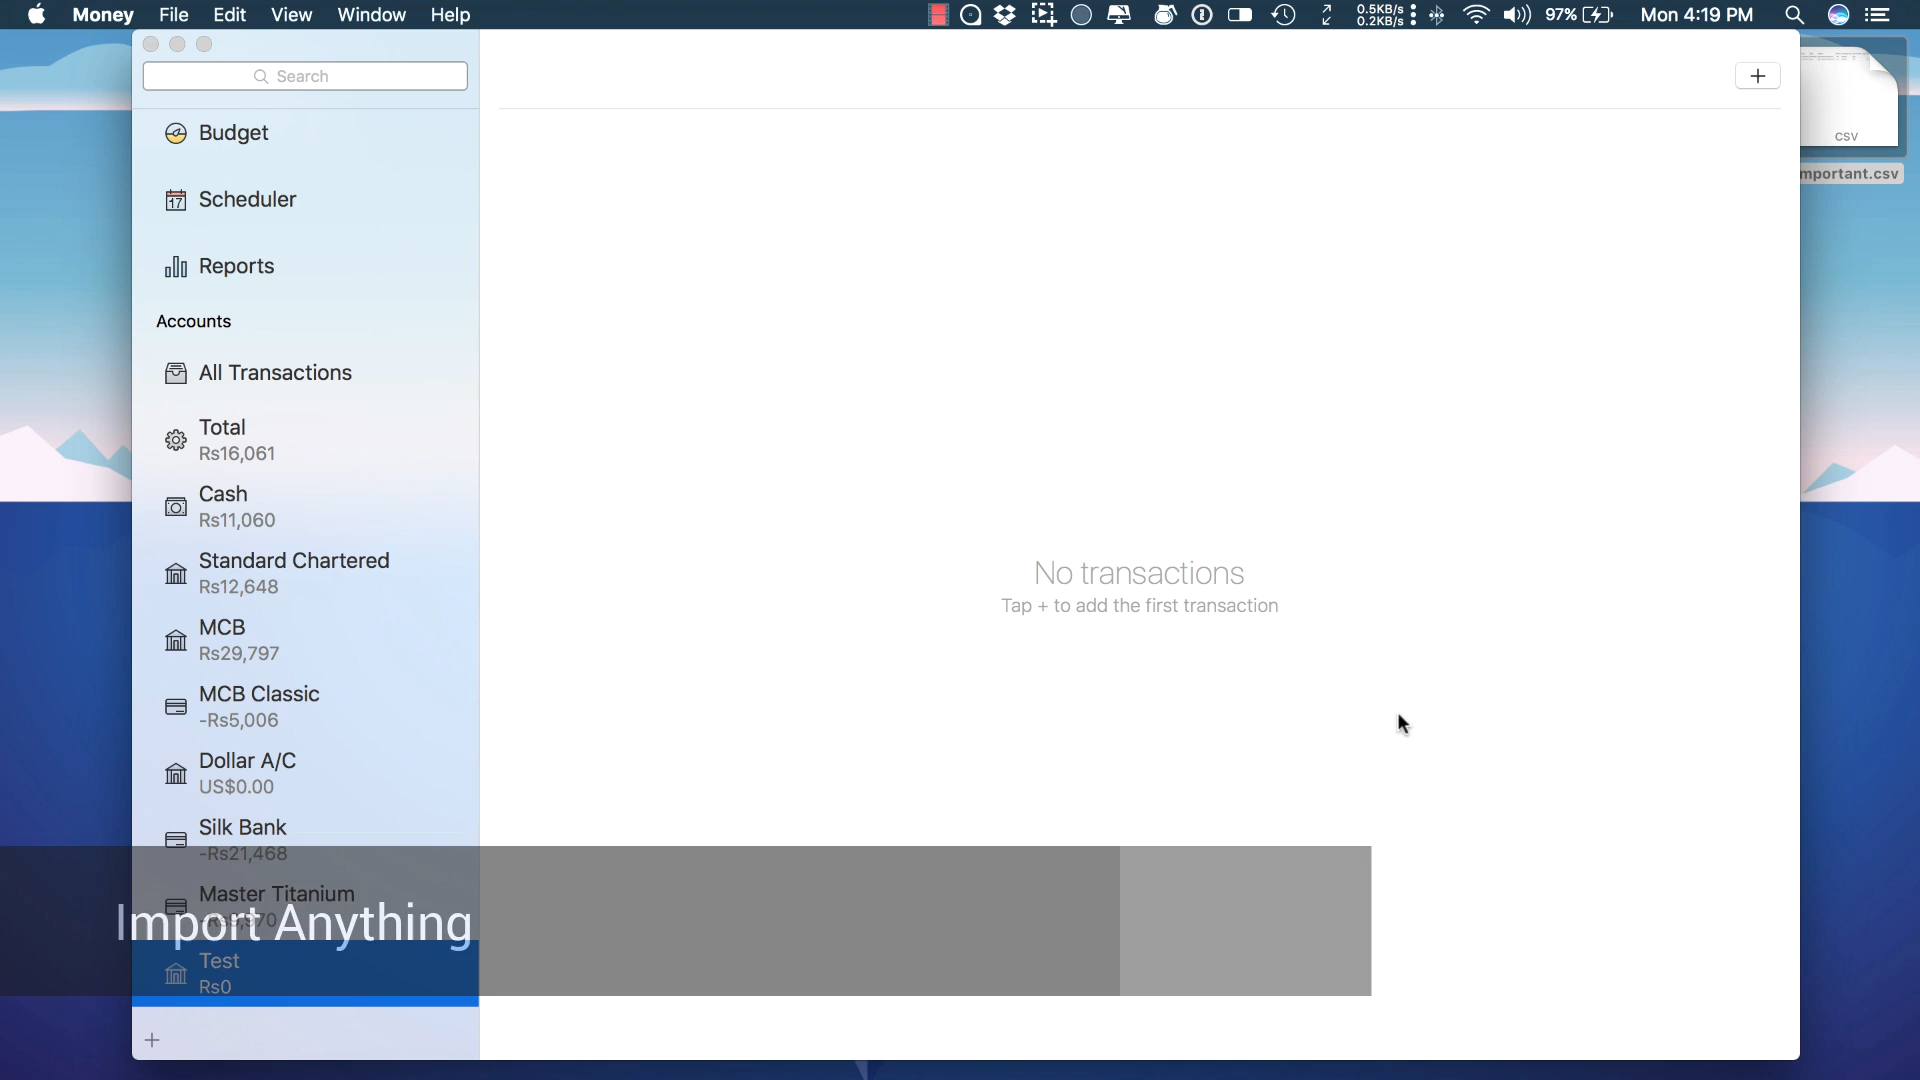 Money File Edit View Window Help
0.5KB/s
0.2KB/s
97%
Mon 4:19 PM
Search
+
CSV
mportant.csv
Budget
17
Scheduler
Reports
Accounts
All Transactions
Total
Rs16,061
Cash
Rs11,060
Standard Chartered
Rs12,648
MCB
Rs29,797
MCB Classic
-Rs5,006
Dollar A/C
US$0.00
Silk Bank
-Rs21,468
Master Titanium
Import Anything
Test
Rs0
+
No transactions
Tap + to add the first transaction